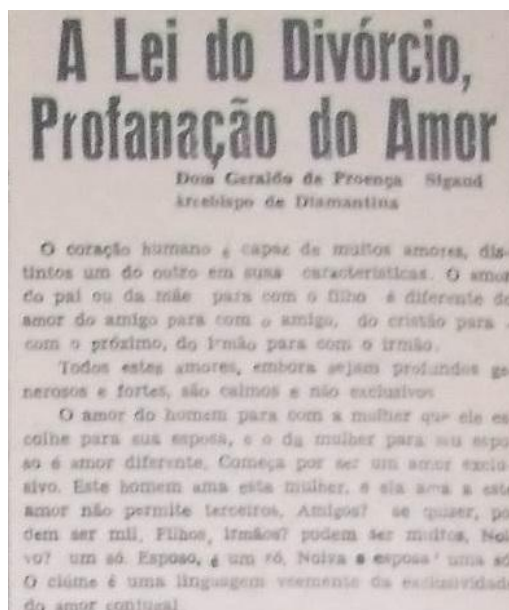 A Lei do Divórcio,
Profanação do Amor
Dom Geraldo de Proença Sigaud
Arcebispo de Diamantina
O coração humano é capaz de muitos amores, dis-
tintos um do outro em suas características. O amor
do pai ou da mãe para com o filho é diferente do
amor do amigo para com o amigo, do cristão para
com o próximo, do irmão para com o irmão.
Todos estes amores, embora sejam profundos ge-
nerosos e fortes, são calmos e não exclusivos
O amor do homem para com a mulher que ele es-
colhe para sua esposa, e o da mulher para seu espo-
so é amor diferente. Começa por ser um amor exclu-
sivo. Este homem ama esta mulher, e ela ama a este
amor não permite terceiros. Amigos? se quiser, po-
dem ser mil, Filhos, irmãos? podem ser muitos, Noi-
vo? um só. Esposo, é um só, Noiva e esposa? uma só
O ciúme é uma linguagem veemente da exclusividade
do amor conjugal